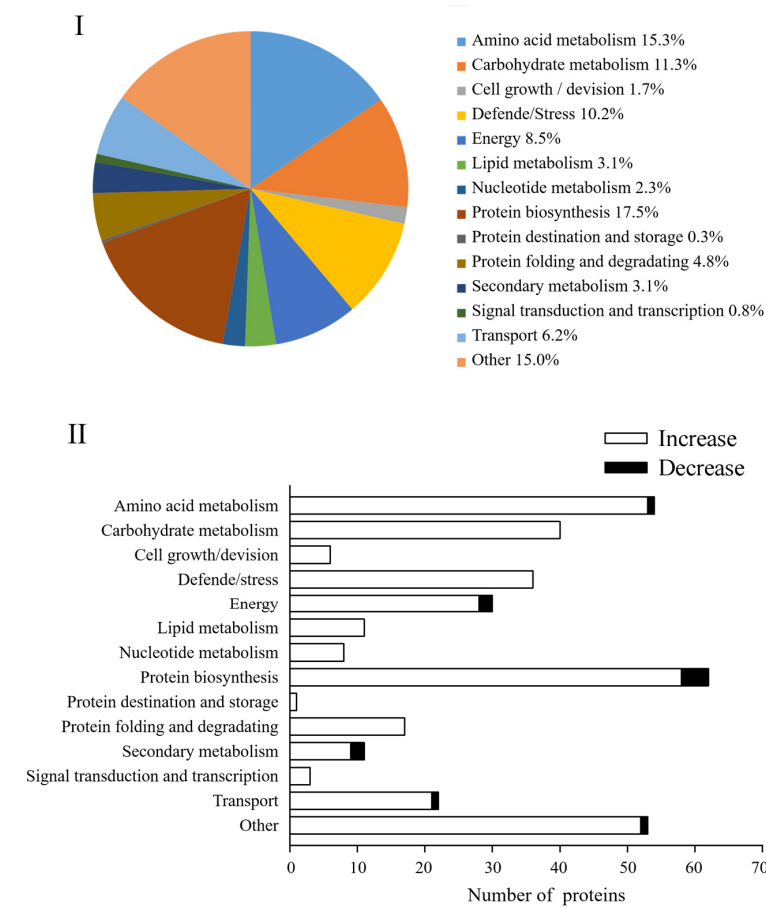 I
Amino acid metabolism 15.3%
Carbohydrate metabolism 11.3%
Cell growth / devision 1.7%
Defende/Stress 10.2%
Energy 8.5%
Lipid metabolism 3.1%
Nucleotide metabolism 2.3%
Protein biosynthesis 17.5%
Protein destination and storage 0.3%
Protein folding and degrading 4.8%
Secondary metabolism 3.1%
Signal transduction and transcription 0.8%
Transport 6.2%
Other 15.0%
II
Increase
Decrease
Amino acid metabolism
Carbohydrate metabolism
Cell growth/devision
Defende/stress
Energy
Lipid metabolism
Nucleotide metabolism
Protein biosynthesis
Protein destination and storage
Protein folding and degrading
Secondary metabolism
Signal transduction and transcription
Transport
Other
0 10 20 30 40 50 60 70
Number of proteins